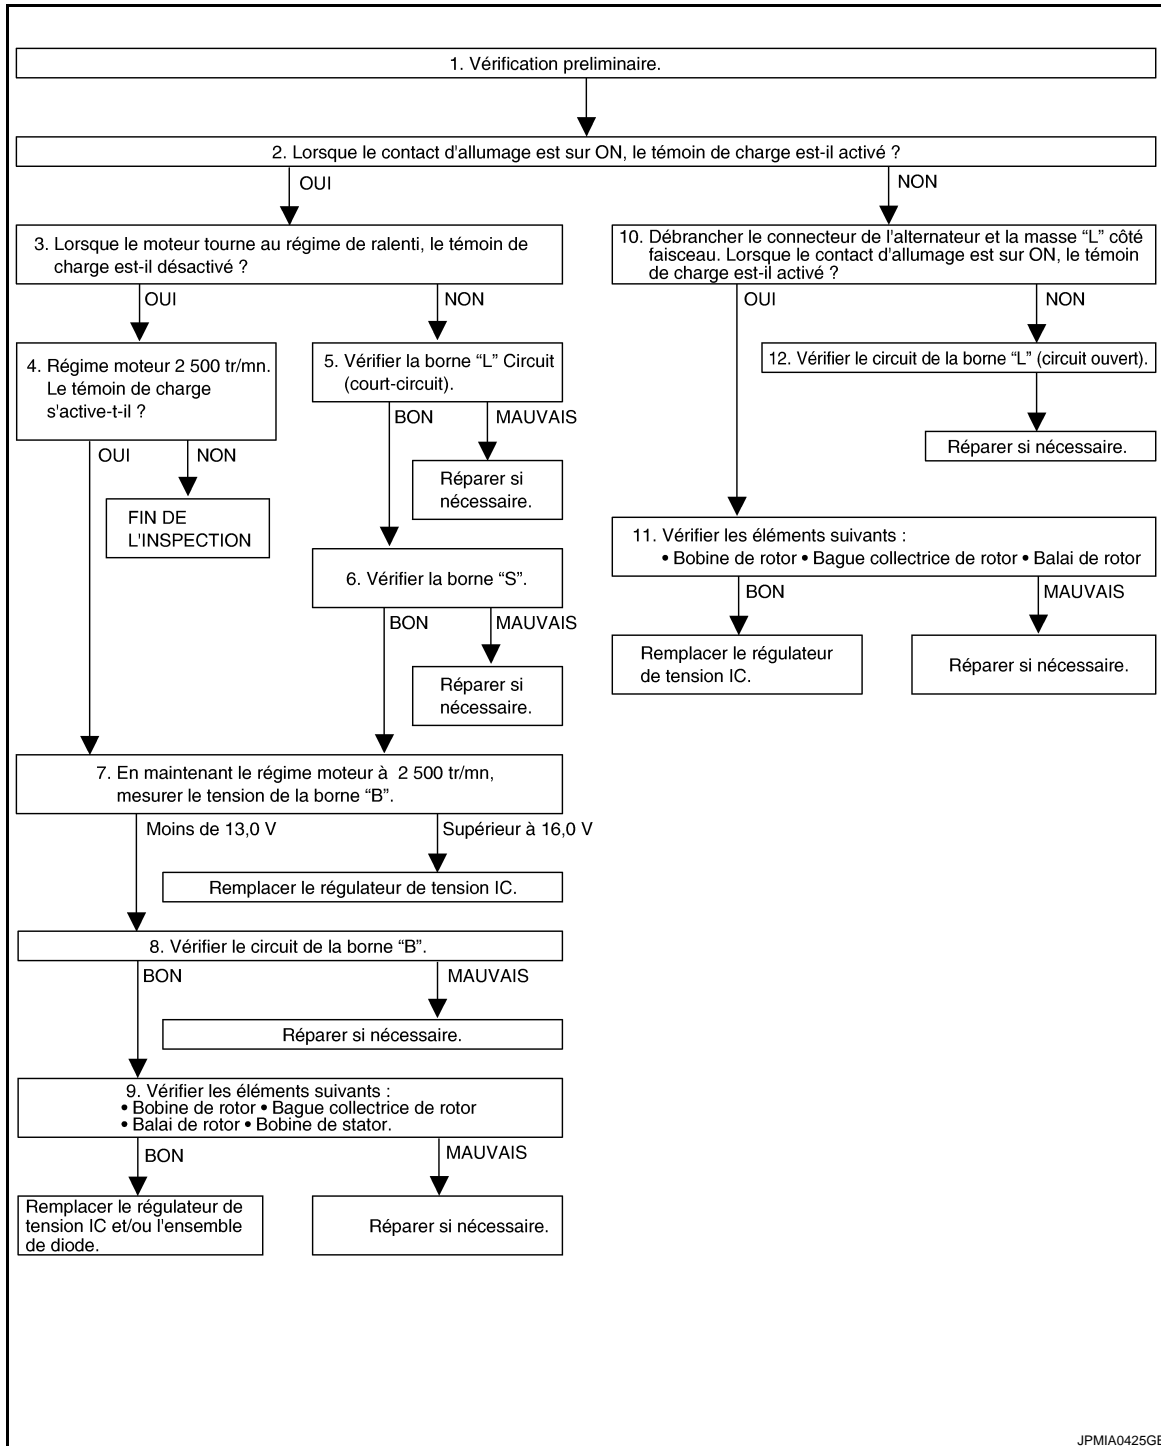 1. Vérification preliminaire.
2. Lorsque le contact d'allumage est sur ON, le témoin de charge est-il activé ?
OUI
NON
3. Lorsque le moteur tourne au régime de ralenti, le témoin de
charge est-il désactivé ?
10. Débrancher le connecteur de l'alternateur et la masse “L” côté
faisceau. Lorsque le contact d'allumage est sur ON, le témoin
de charge est-il activé ?
OUI
NON
OUI
NON
4. Régime moteur 2 500 tr/mn.
Le témoin de charge
s'active-t-il ?
5. Vérifier la borne “L” Circuit
(court-circuit).
12. Vérifier le circuit de la borne “L” (circuit ouvert).
BON
MAUVAIS
Réparer si nécessaire.
OUI
NON
Réparer si
nécessaire.
FIN DE
L'INSPECTION
11. Vérifier les éléments suivants :
• Bobine de rotor • Bague collectrice de rotor • Balai de rotor
6. Vérifier la borne “S”.
BON
MAUVAIS
BON
MAUVAIS
Remplacer le régulateur
de tension IC.
Réparer si nécessaire.
Réparer si
nécessaire.
7. En maintenant le régime moteur à 2 500 tr/mn,
mesurer le tension de la borne “B”.
Moins de 13,0 V
Supérieur à 16,0 V
Remplacer le régulateur de tension IC.
8. Vérifier le circuit de la borne “B”.
BON
MAUVAIS
Réparer si nécessaire.
9. Vérifier les éléments suivants :
• Bobine de rotor • Bague collectrice de rotor
• Balai de rotor • Bobine de stator.
BON
MAUVAIS
Remplacer le régulateur de
tension IC et/ou l'ensemble
de diode.
Réparer si nécessaire.
JPMIA0425GB